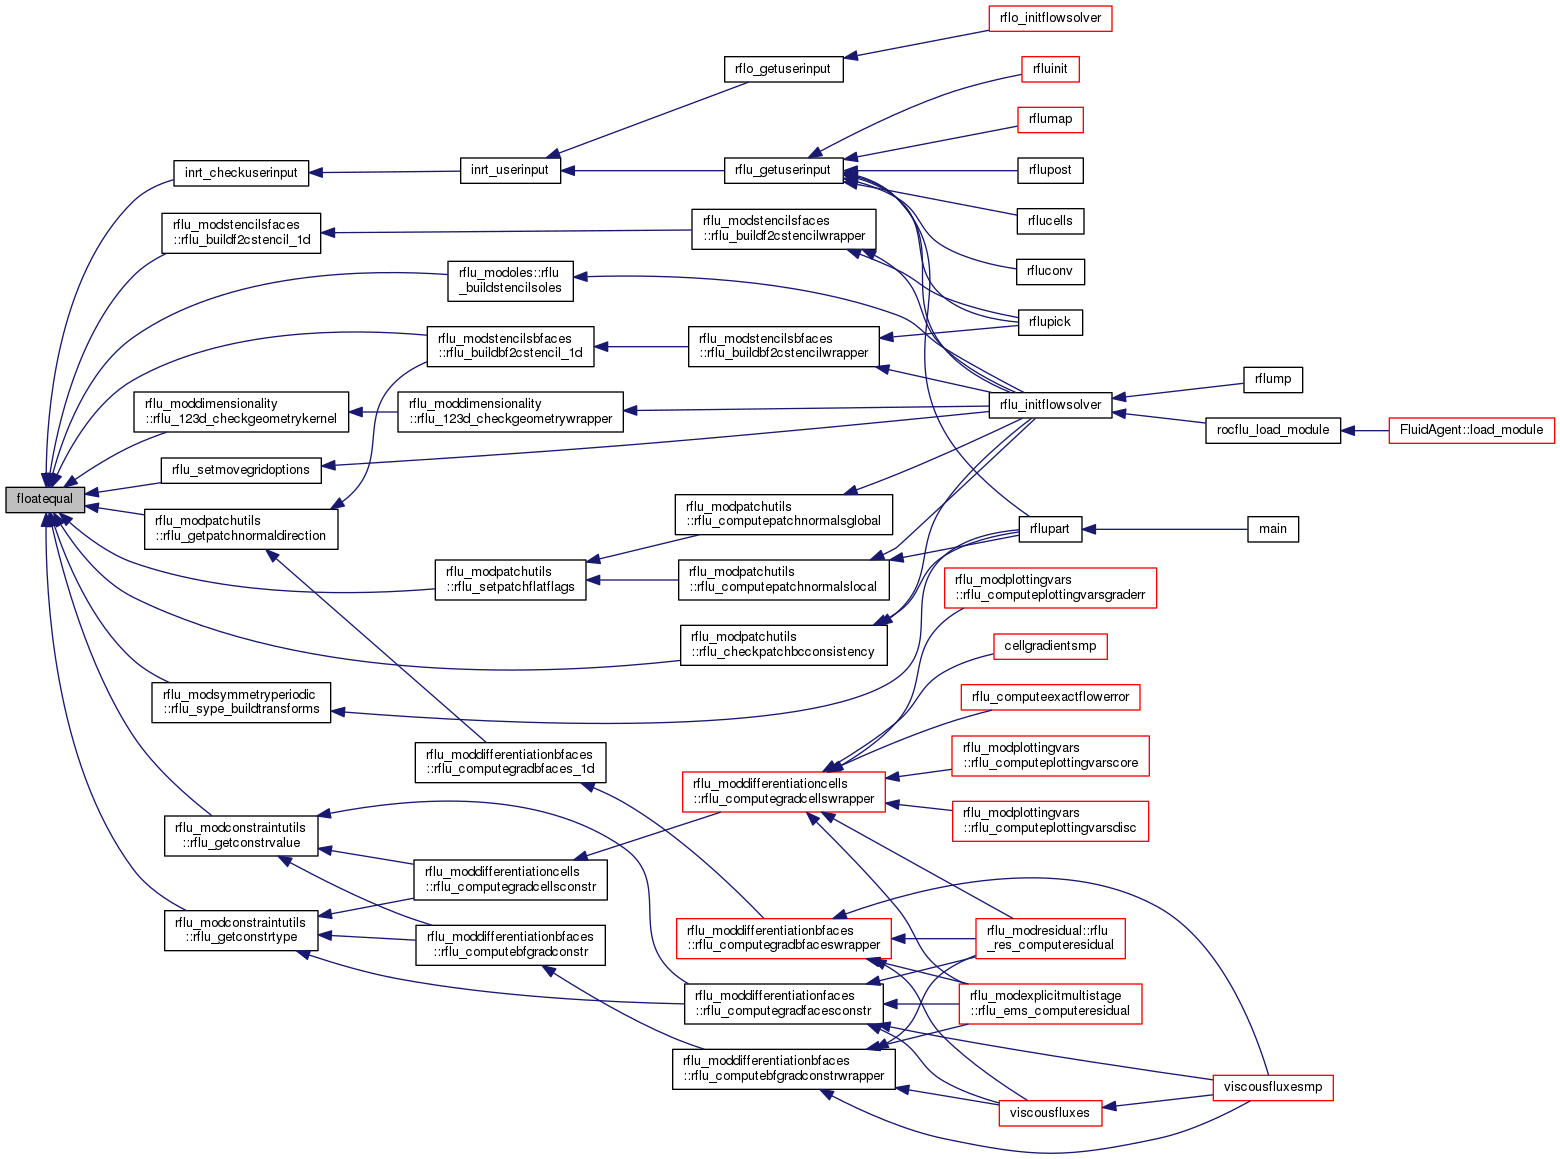 floatequal
inrt_checkuserinput
rflu_modstencilsfaces
::rflu_buildf2cstencil_1d
rflu_modoles::rflu
_buildstencilsoles
rflu_modstencilsbfaces
::rflu_buildbf2cstencil_1d
rflu_moddimensionality
::rflu_123d_checkgeometrykernel
rflu_setmovegridoptions
rflu_modpatchutils
::rflu_getpatchnormaldirection
rflu_modpatchutils
::rflu_setpatchflatflags
rflu_modpatchutils
::rflu_checkpatchbcconsistency
rflu_modsymmetryperiodic
::rflu_sype_buildtransforms
rflu_modconstraintutils
::rflu_getconstrvalue
rflu_modconstraintutils
::rflu_getconstrtype
inrt_userinput
rflo_getuserinput
rflo_initflowsolver
rflu_getuserinput
rfluinit
rflumap
rflupost
rflucells
rfluconv
rflupick
rflu_modstencilsfaces
::rflu_buildf2cstencilwrapper
rflu_modstencilsbfaces
::rflu_buildbf2cstencilwrapper
rflu_moddimensionality
::rflu_123d_checkgeometrywrapper
rflu_initflowsolver
rflump
rocflu_load_module
FluidAgent::load_module
rflu_modpatchutils
::rflu_computepatchnormalsglobal
rflu_modpatchutils
::rflu_computepatchnormalslocal
rflupart
main
rflu_moddifferentiationbfaces
::rflu_computegradbfaces_1d
rflu_moddifferentiationcells
::rflu_computegradcellswrapper
rflu_modplottingvars
::rflu_computeplottingvarsgraderr
cellgradientsmp
rflu_computeexactflowerror
rflu_modplottingvars
::rflu_computeplottingvarscore
rflu_modplottingvars
::rflu_computeplottingvarsdisc
rflu_moddifferentiationcells
::rflu_computegradcellsconstr
rflu_moddifferentiationbfaces
::rflu_computebfgradconstr
rflu_moddifferentiationbfaces
::rflu_computegradbfaceswrapper
rflu_moddifferentiationfaces
::rflu_computegradfacesconstr
rflu_moddifferentiationbfaces
::rflu_computebfgradconstrwrapper
rflu_modresidual::rflu
_res_computeresidual
rflu_modexplicitmultistage
::rflu_ems_computeresidual
viscousfluxes
viscousfluxesmp